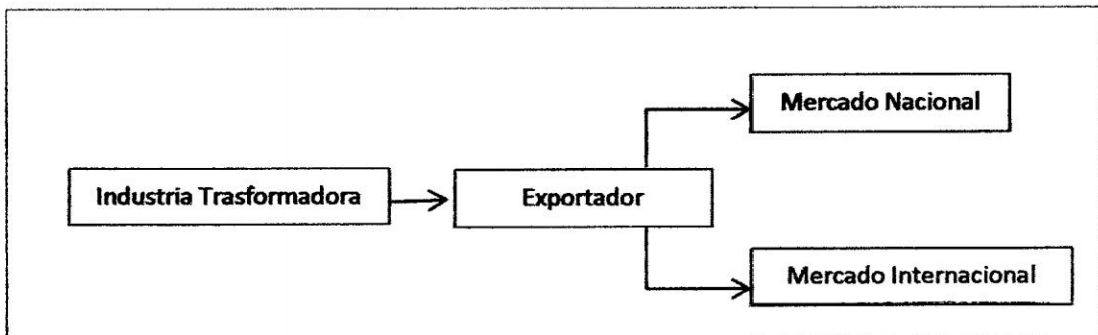 Mercado Nacional
Industria Trasformadora
Exportador
Mercado Internacional